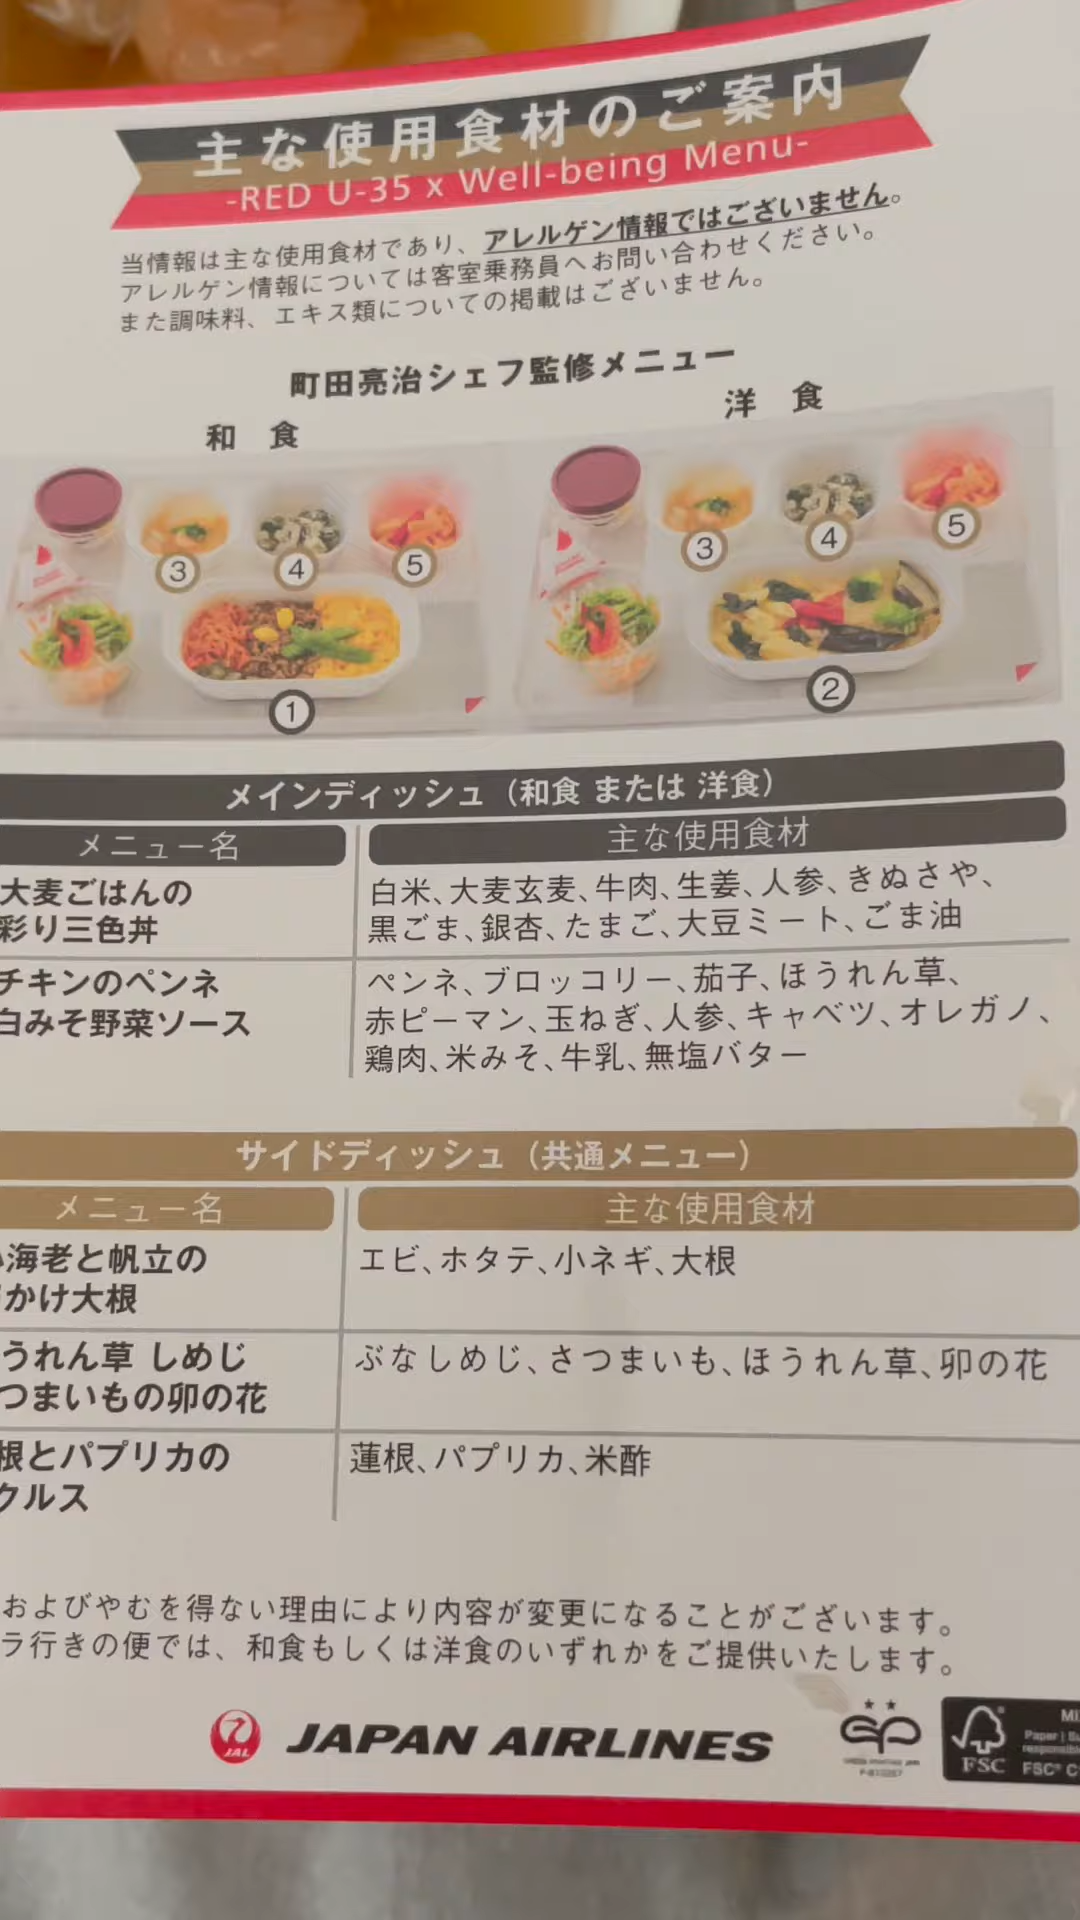 主な使用食材のご案内
-RED U-35 x Well-being Menu-
当情報は主な使用食材であり、アレルゲン情報ではございません。
アレルゲン情報については客室乗務員へお問い合わせください。
また調味料、エキス類についての掲載はございません。
町田亮治シェフ監修メニュー
和 食
洋 食
3
4
5
3
4
5
1
2
メインディッシュ（和食 または 洋食）
メニュー名
主な使用食材
大麦ごはんの
彩り三色丼
白米、大麦玄麦、牛肉、生姜、人参、きぬさや、
黒ごま、銀杏、たまご、大豆ミート、ごま油
チキンのペンネ
白みそ野菜ソース
ペンネ、ブロッコリー、茄子、ほうれん草、
赤ピーマン、玉ねぎ、人参、キャベツ、オレガノ、
鶏肉、米みそ、牛乳、無塩バター
サイドディッシュ（共通メニュー）
メニュー名
主な使用食材
海老と帆立の
かけ大根
エビ、ホタテ、小ネギ、大根
うれん草 しめじ
つまいもの卯の花
ぶなしめじ、さつまいも、ほうれん草、卯の花
根とパプリカの
クルス
蓮根、パプリカ、米酢
およびやむを得ない理由により内容が変更になることがございます。
ラ行きの便では、和食もしくは洋食のいずれかをご提供いたします。
JAL
JAPAN AIRLINES
FSC
MI
Paper
FSC® C